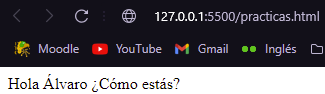 127.0.0.1:5500/practicas.html
Moodle YouTube Gmail Inglés
Hola Álvaro ¿Cómo estás?